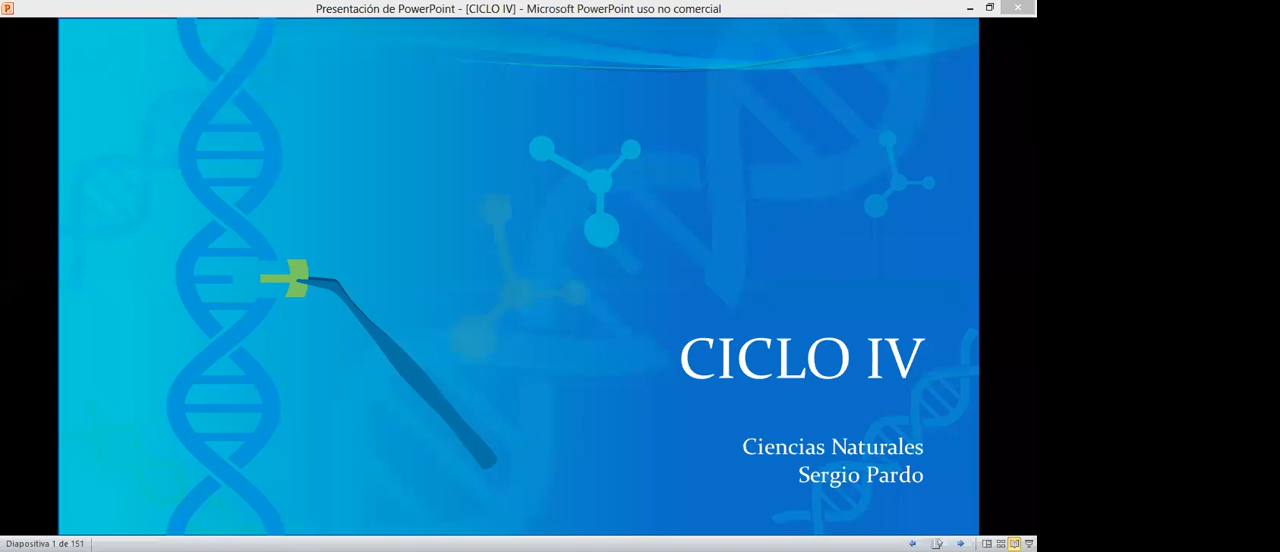 Presentación de PowerPoint - [CICLO IV] - Microsoft PowerPoint uso no comercial
CICLO IV
Ciencias Naturales
Sergio Pardo
Diapositiva 1 de 151